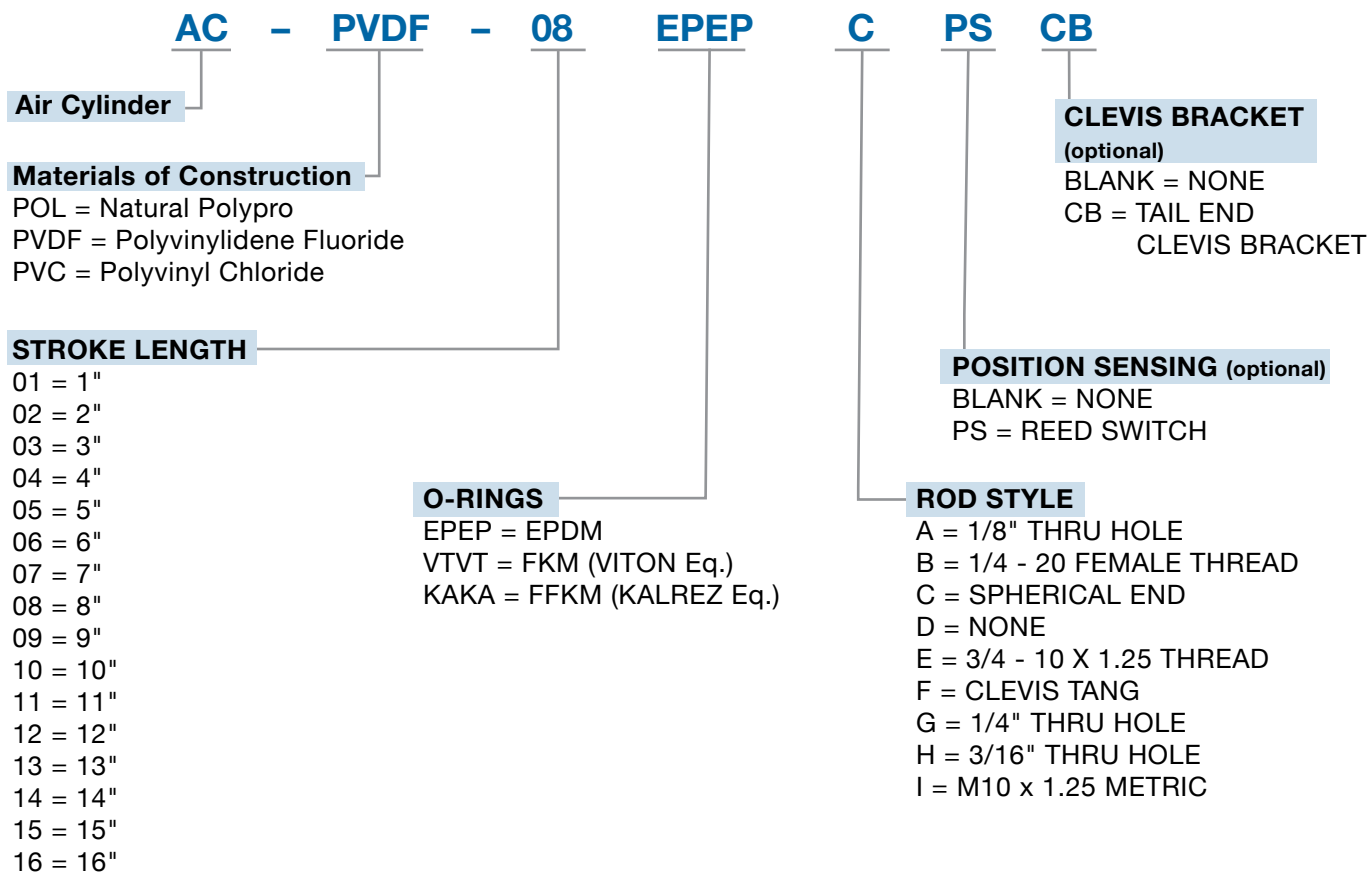 AC – PVDF – 08 EPEP C PS CB
Air Cylinder
Materials of Construction
POL = Natural Polypro
PVDF = Polyvinylidene Fluoride
PVC = Polyvinyl Chloride
STROKE LENGTH
01 = 1"
02 = 2"
03 = 3"
04 = 4"
05 = 5"
06 = 6"
07 = 7"
08 = 8"
09 = 9"
10 = 10"
11 = 11"
12 = 12"
13 = 13"
14 = 14"
15 = 15"
16 = 16"
O-RINGS
EPEP = EPDM
VTVT = FKM (VITON Eq.)
KAKA = FFKM (KALREZ Eq.)
ROD STYLE
A = 1/8" THRU HOLE
B = 1/4 - 20 FEMALE THREAD
C = SPHERICAL END
D = NONE
E = 3/4 - 10 X 1.25 THREAD
F = CLEVIS TANG
G = 1/4" THRU HOLE
H = 3/16" THRU HOLE
I = M10 x 1.25 METRIC
POSITION SENSING (optional)
BLANK = NONE
PS = REED SWITCH
CLEVIS BRACKET
(optional)
BLANK = NONE
CB = TAIL END
CLEVIS BRACKET